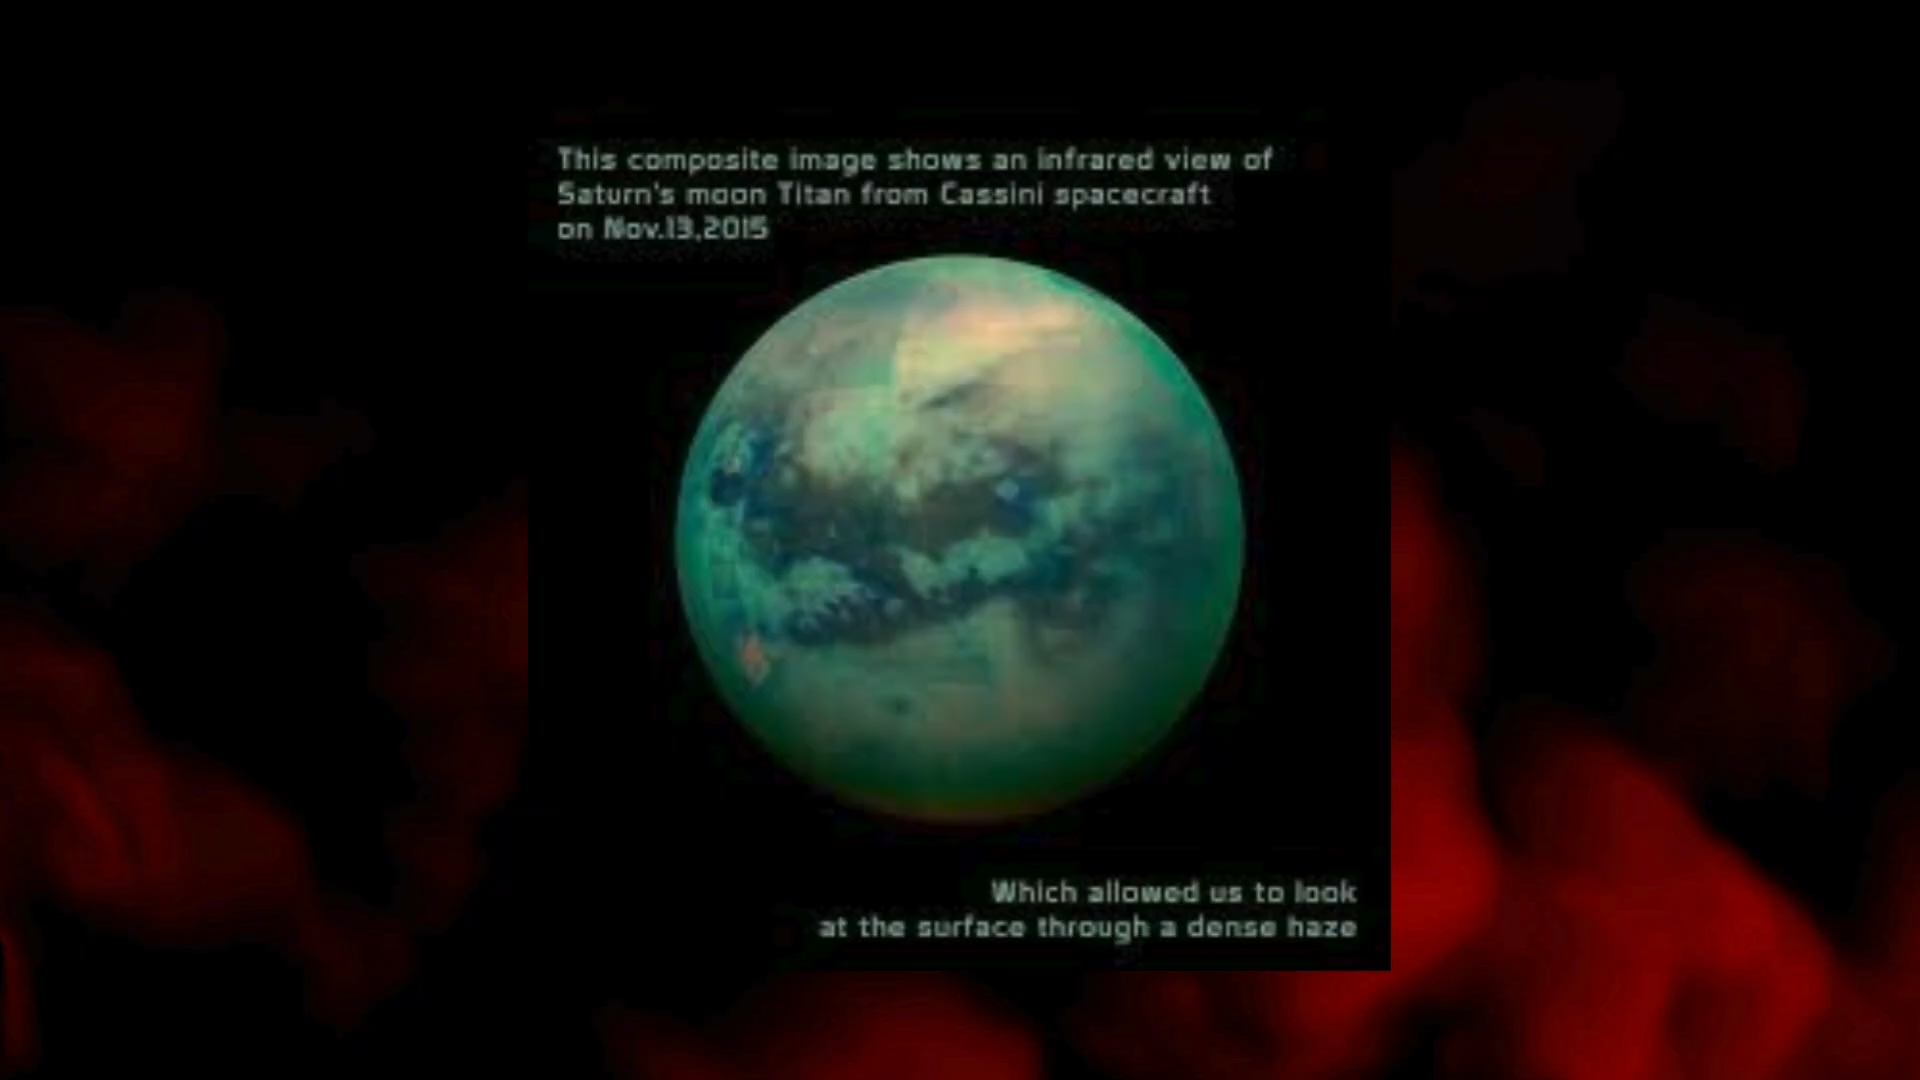 This composite image shows an infrared view of
Saturn's moon Titan from Cassini spacecraft
on Nov.13,2015
Which allowed us to look
at the surface through a dense haze